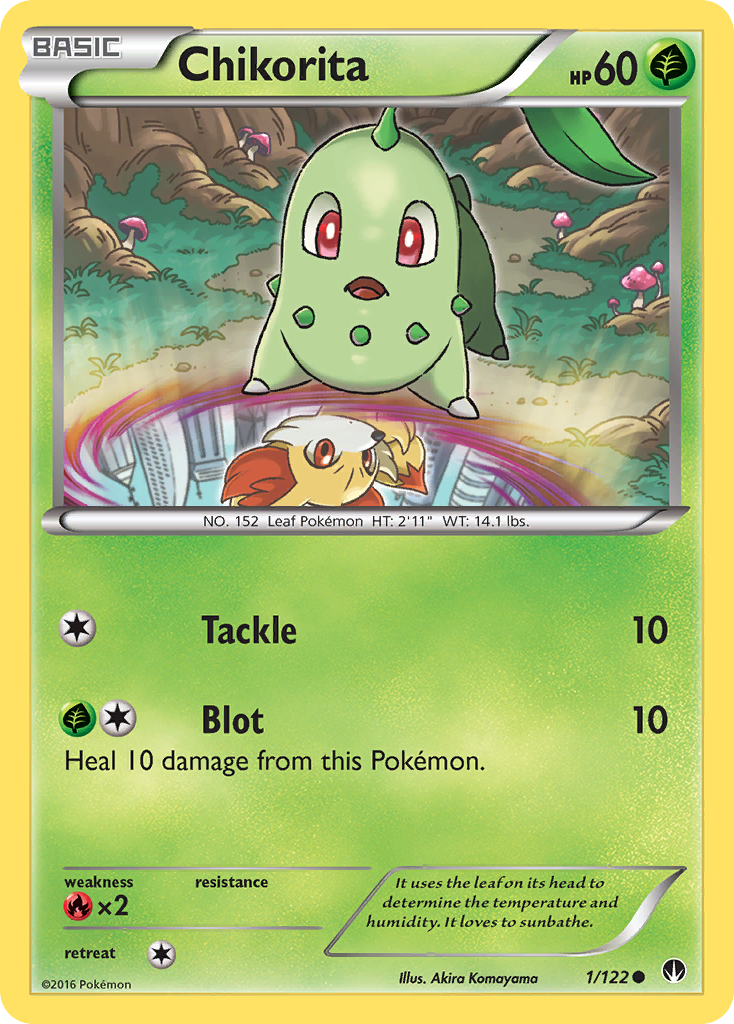 BASIC
Chikorita
HP60
NO. 152 Leaf Pokémon HT: 2'11" WT: 14.1 lbs.
Tackle 10
Blot 10
Heal 10 damage from this Pokémon.
weakness resistance
×2
retreat
It uses the leaf on its head to
determine the temperature and
humidity. It loves to sunbathe.
©2016 Pokémon
Illus. Akira Komayama
1/122